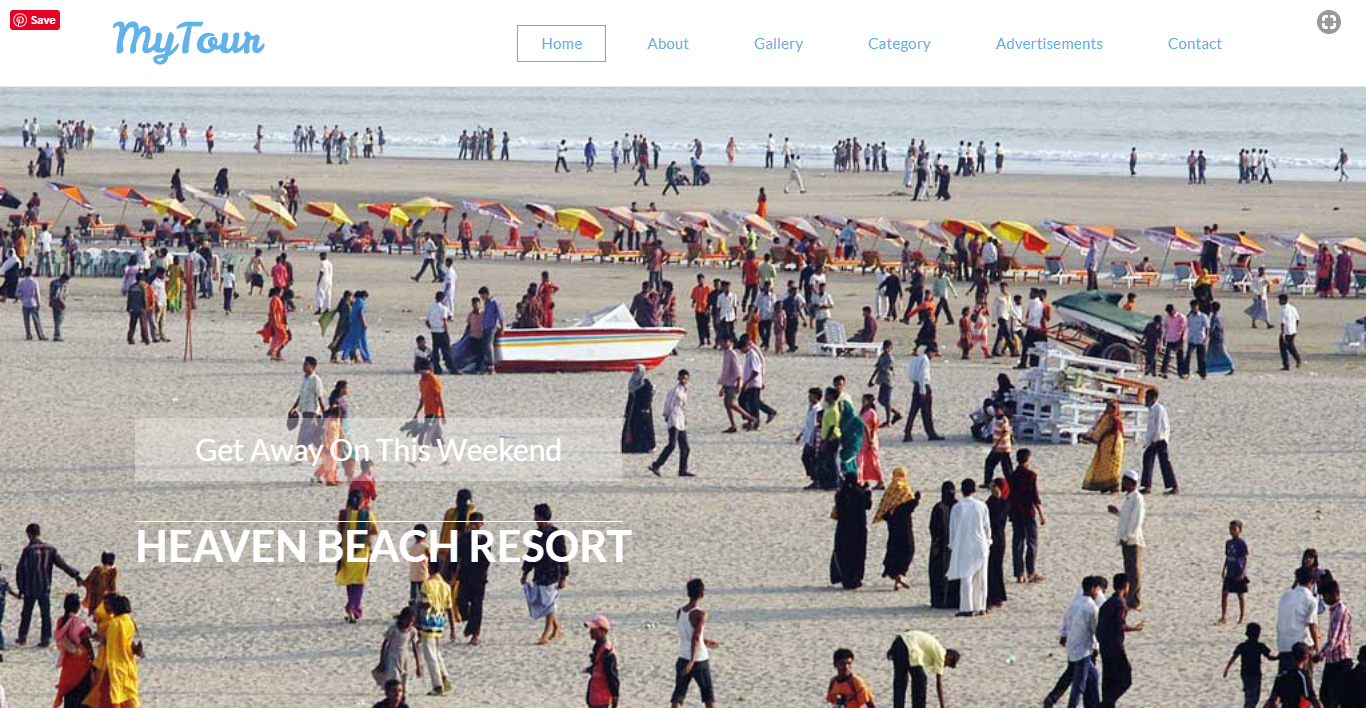 Save
MyTour
Home
About
Gallery
Category
Advertisements
Contact
Get Away On This Weekend
HEAVEN BEACH RESORT